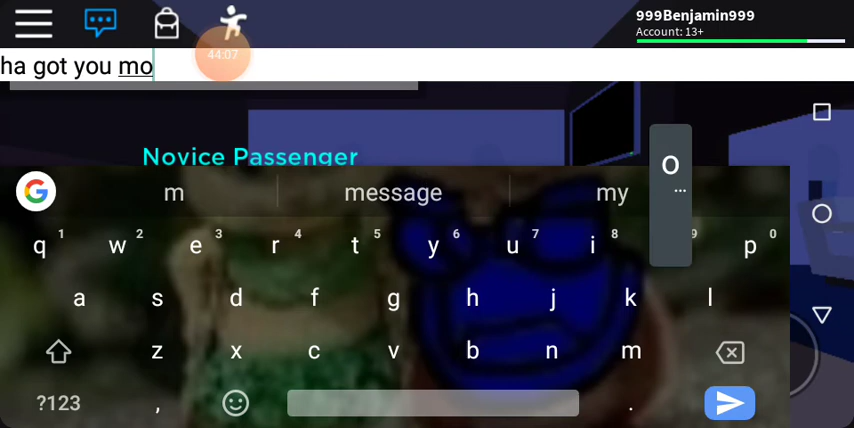 999Benjamin999
Account: 13+
44:07
ha got you mo
Novice Passenger
m message my
o
...
q 1 w 2 e 3 r 4 t 5 y 6 u 7 i 8 9 p 0
a s d f g h j k l
z x c v b n m
?123 , .